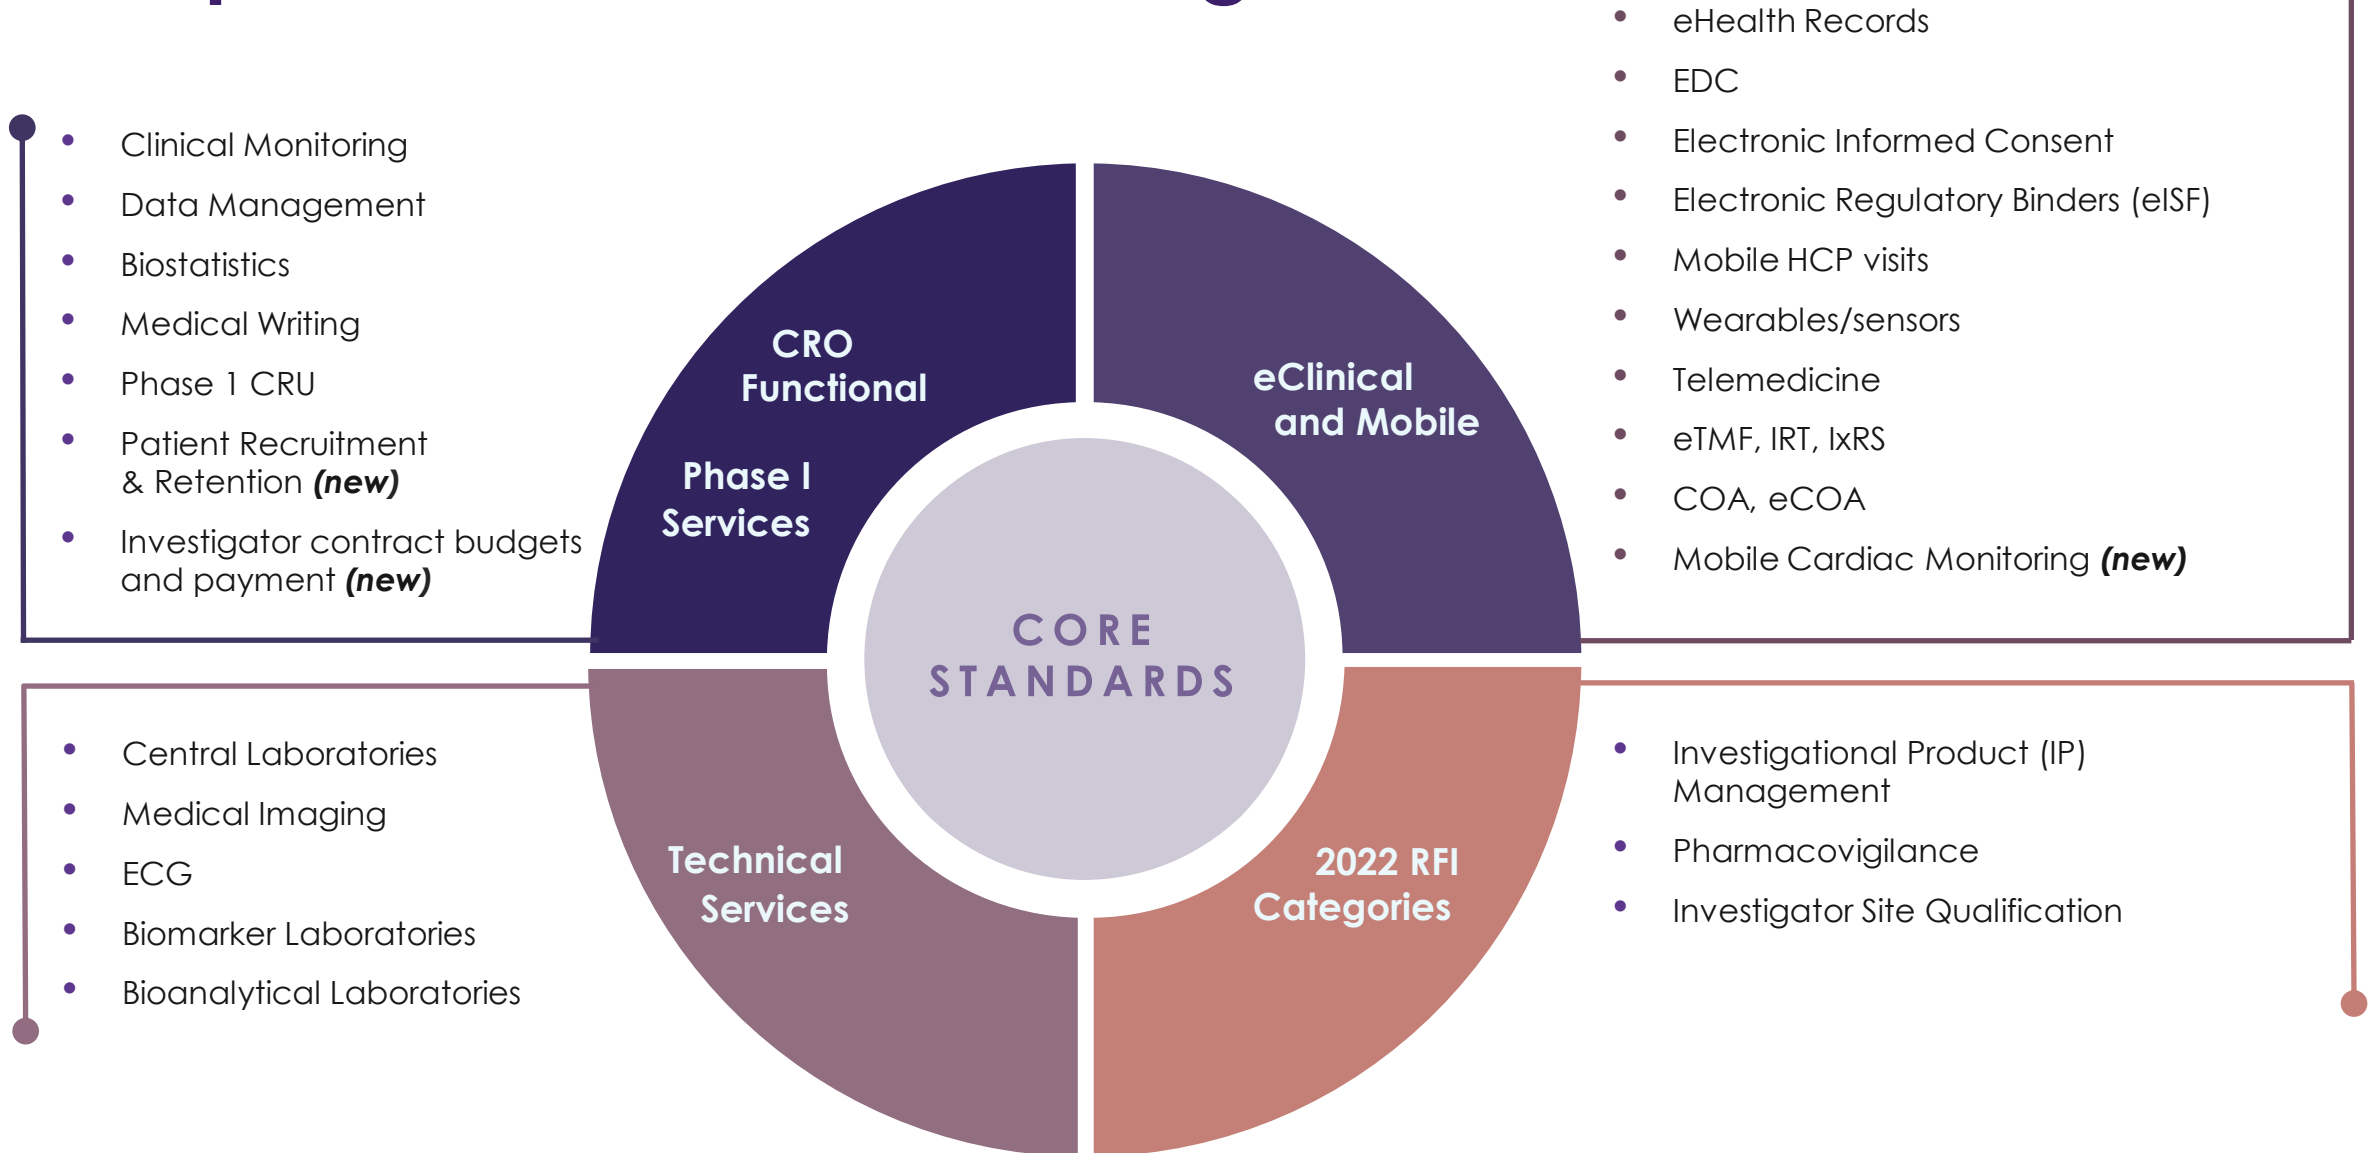 Clinical Monitoring
Data Management
Biostatistics
Medical Writing
Phase 1 CRU
Patient Recruitment
& Retention (new)
Investigator contract budgets
and payment (new)
eHealth Records
EDC
Electronic Informed Consent
Electronic Regulatory Binders (eISF)
Mobile HCP visits
Wearables/sensors
Telemedicine
eTMF, IRT, IxRS
COA, eCOA
Mobile Cardiac Monitoring (new)
CRO
Functional
Phase I
Services
eClinical
and Mobile
CORE
STANDARDS
Technical
Services
2022 RFI
Categories
Central Laboratories
Medical Imaging
ECG
Biomarker Laboratories
Bioanalytical Laboratories
Investigational Product (IP)
Management
Pharmacovigilance
Investigator Site Qualification